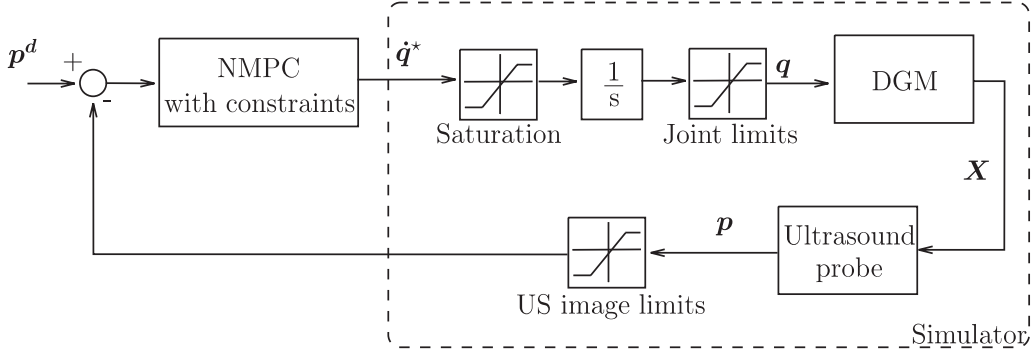 p^d
+
-
NMPC
with constraints
q̇⋆
Saturation
1
s
Joint limits
q
DGM
X
Ultrasound
probe
p
US image limits
Simulator